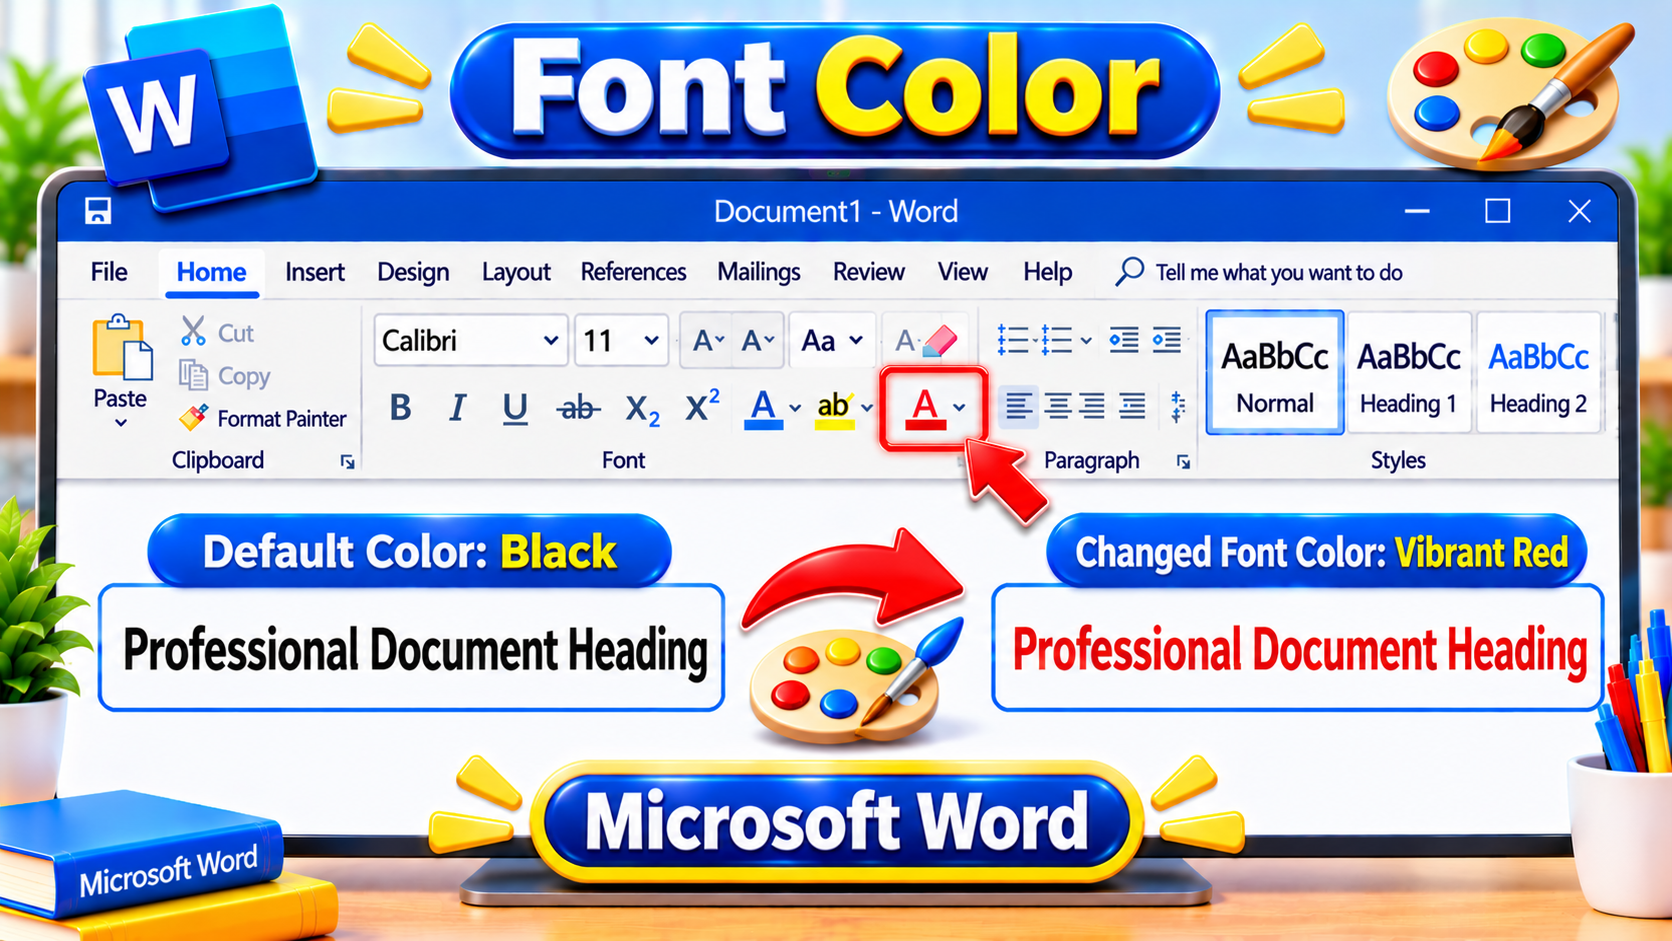 W
Font Color
Document1 - Word
File Home Insert Design Layout References Mailings Review View Help Tell me what you want to do
Paste
Cut
Copy
Format Painter
Clipboard
Calibri 11 A A Aa A
B I U ab X₂ X² A ab A
Font
Paragraph
AaBbCc AaBbCc AaBbCc
Normal Heading 1 Heading 2
Styles
Default Color: Black
Professional Document Heading
Changed Font Color: Vibrant Red
Professional Document Heading
Microsoft Word
Microsoft Word